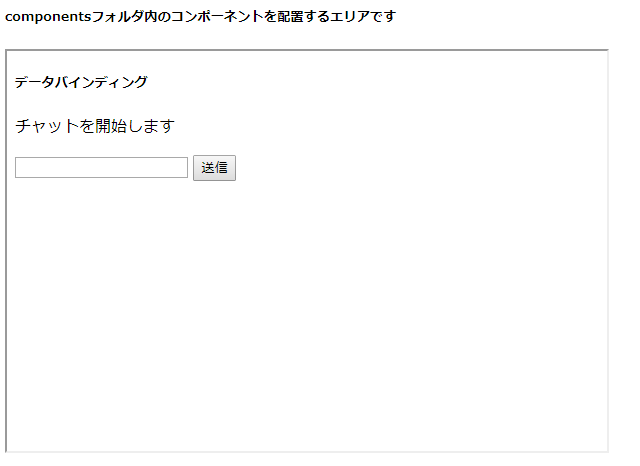 componentsフォルダ内のコンポーネントを配置するエリアです
データバインディング
チャットを開始します
送信